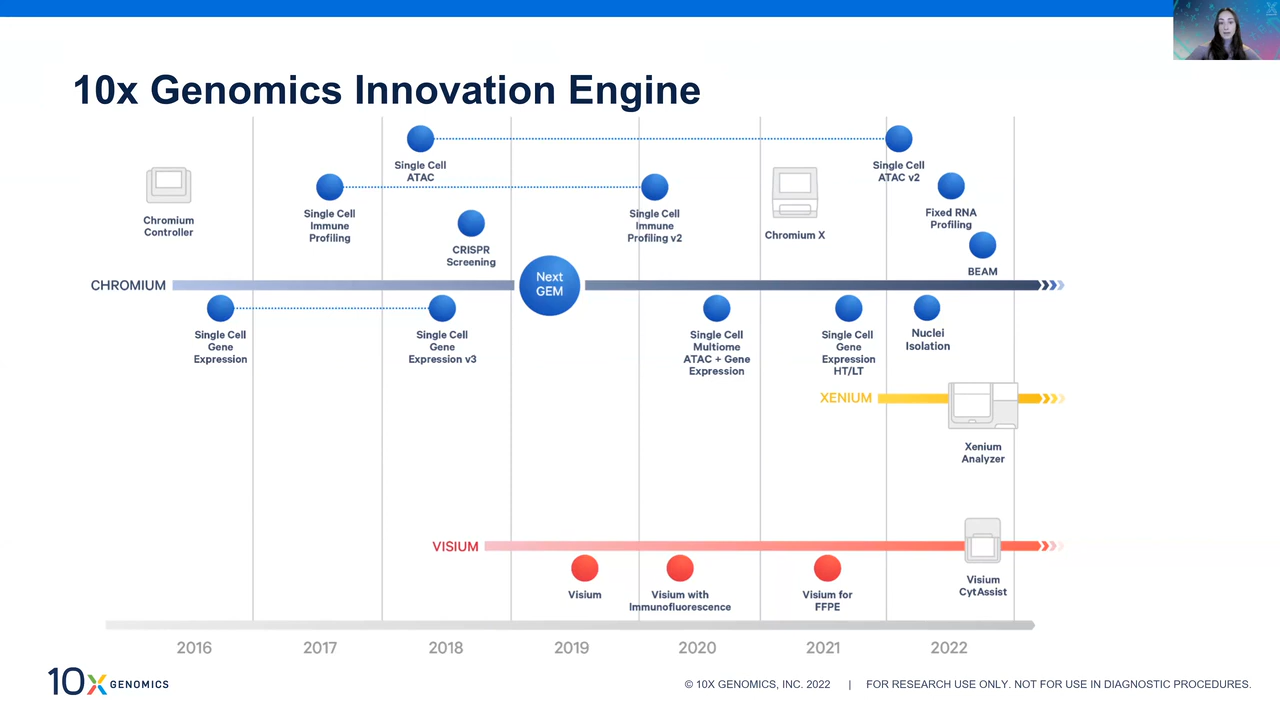 10x Genomics Innovation Engine
Single Cell
ATAC
Single Cell
ATAC v2
Chromium
Controller
Single Cell
Immune
Profiling
CRISPR
Screening
Single Cell
Immune
Profiling v2
Chromium X
Fixed RNA
Profiling
BEAM
CHROMIUM
Next
GEM
Single Cell
Gene
Expression
Single Cell
Gene
Expression v3
Single Cell
Multiome
ATAC + Gene
Expression
Single Cell
Gene
Expression
HT/LT
Nuclei
Isolation
XENIUM
Xenium
Analyzer
VISIUM
Visium
Visium with
Immunofluorescence
Visium for
FFPE
Visium
CytAssist
2016
2017
2018
2019
2020
2021
2022
10x GENOMICS
© 10X GENOMICS, INC. 2022 | FOR RESEARCH USE ONLY. NOT FOR USE IN DIAGNOSTIC PROCEDURES.